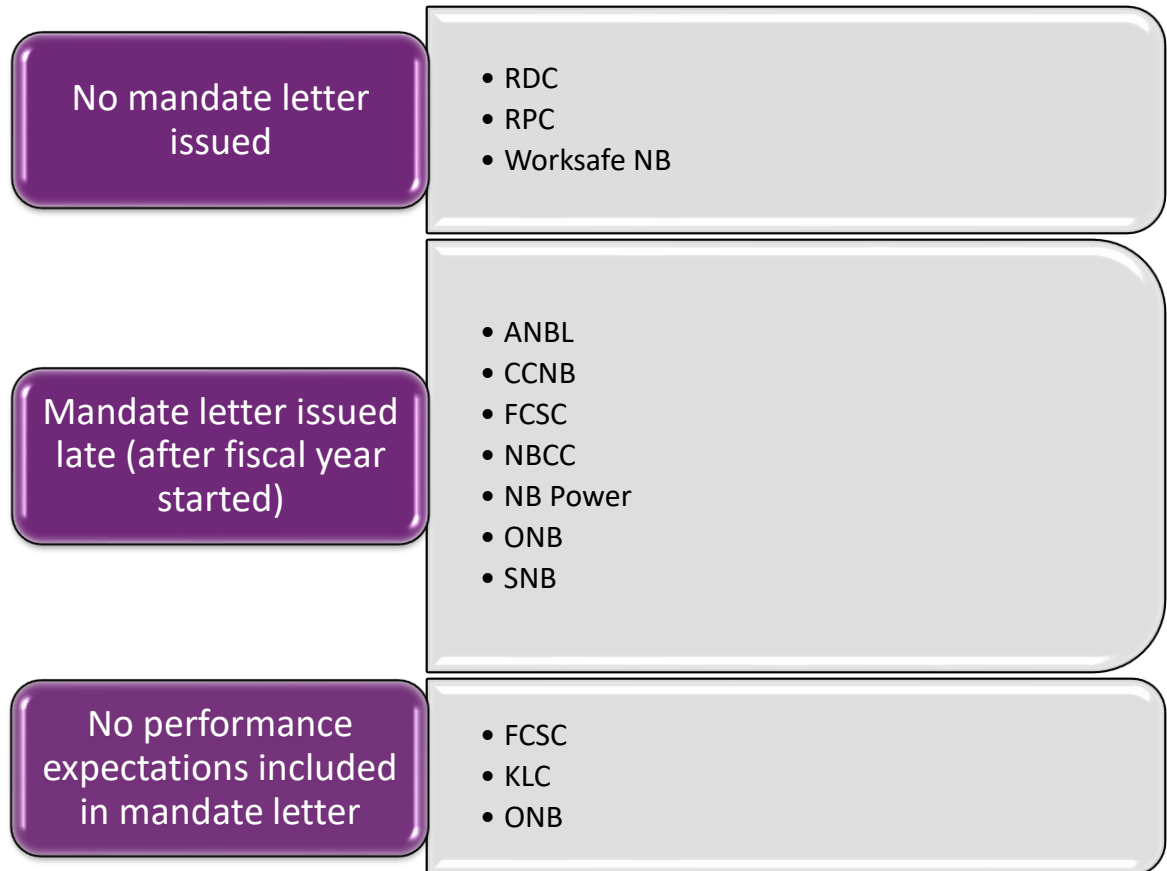 No mandate letter
issued
• RDC
• RPC
• Worksafe NB
Mandate letter issued
late (after fiscal year
started)
• ANBL
• CCNB
• FCSC
• NBCC
• NB Power
• ONB
• SNB
No performance
expectations included
in mandate letter
• FCSC
• KLC
• ONB